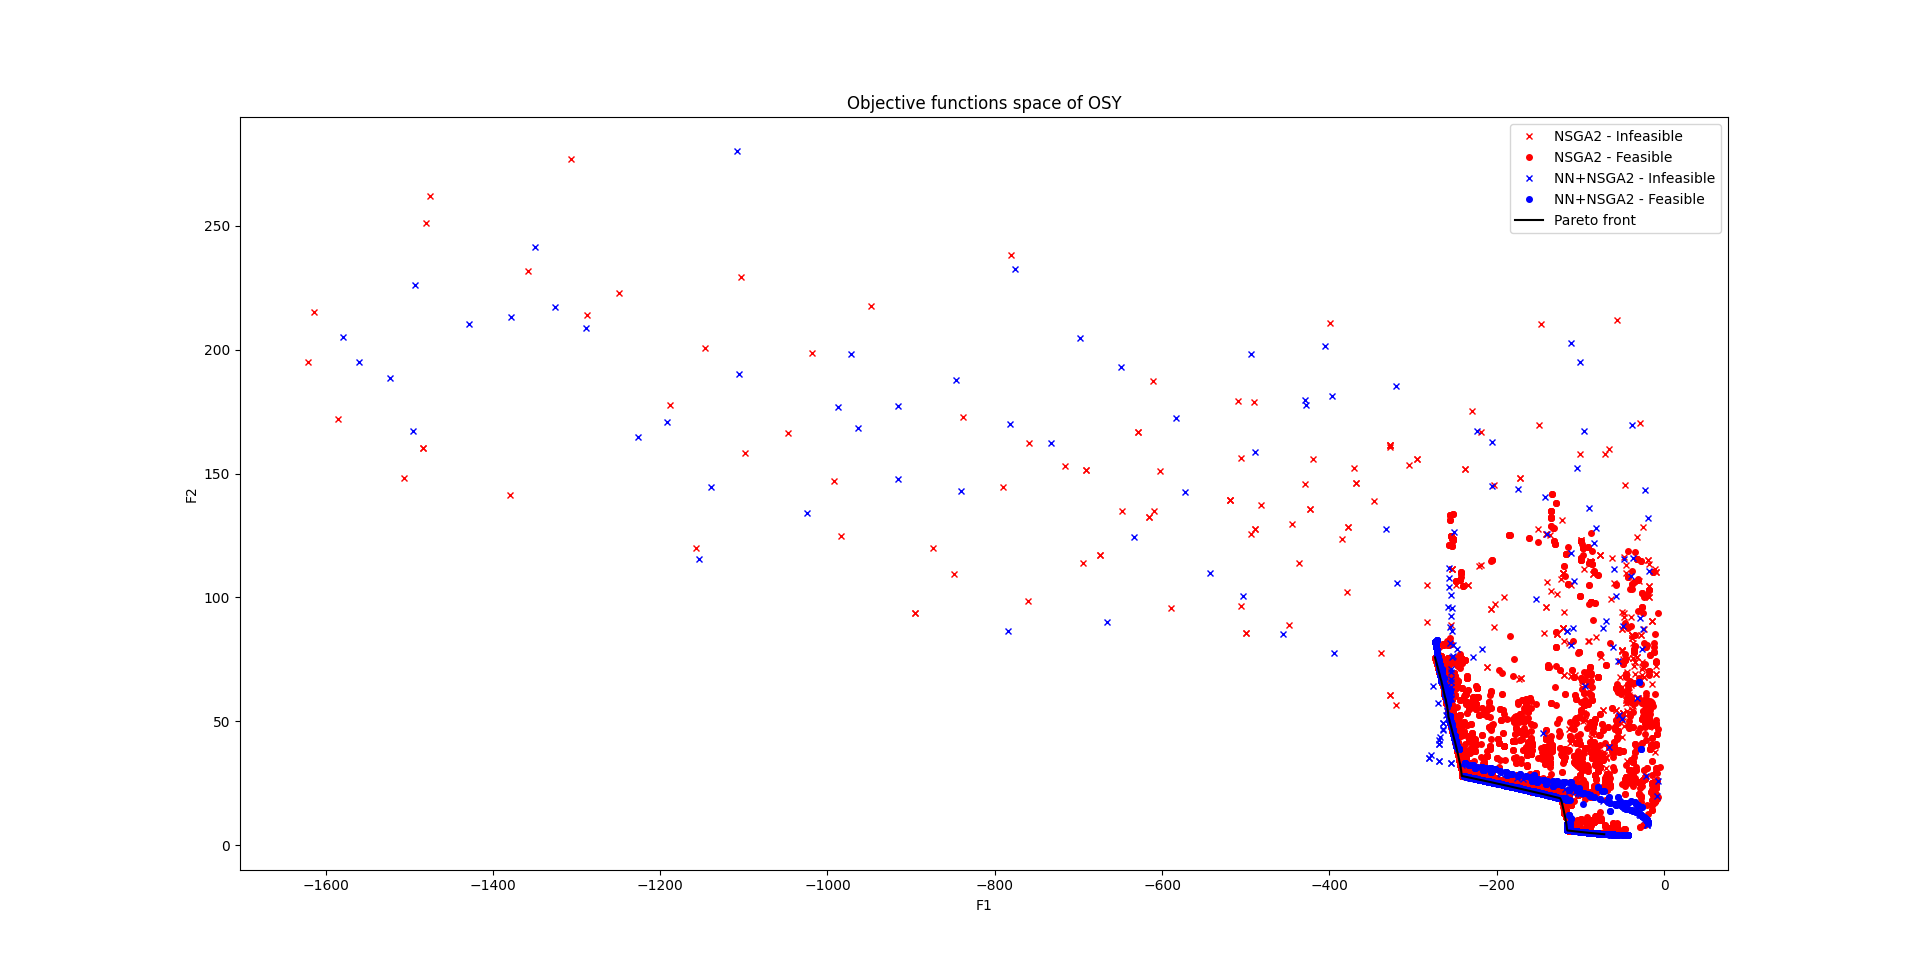 Objective functions space of OSY
NSGA2 - Infeasible
NSGA2 - Feasible
NN+NSGA2 - Infeasible
NN+NSGA2 - Feasible
Pareto front
F2
250
200
150
100
50
0
−1600 −1400 −1200 −1000 −800 −600 −400 −200 0
F1